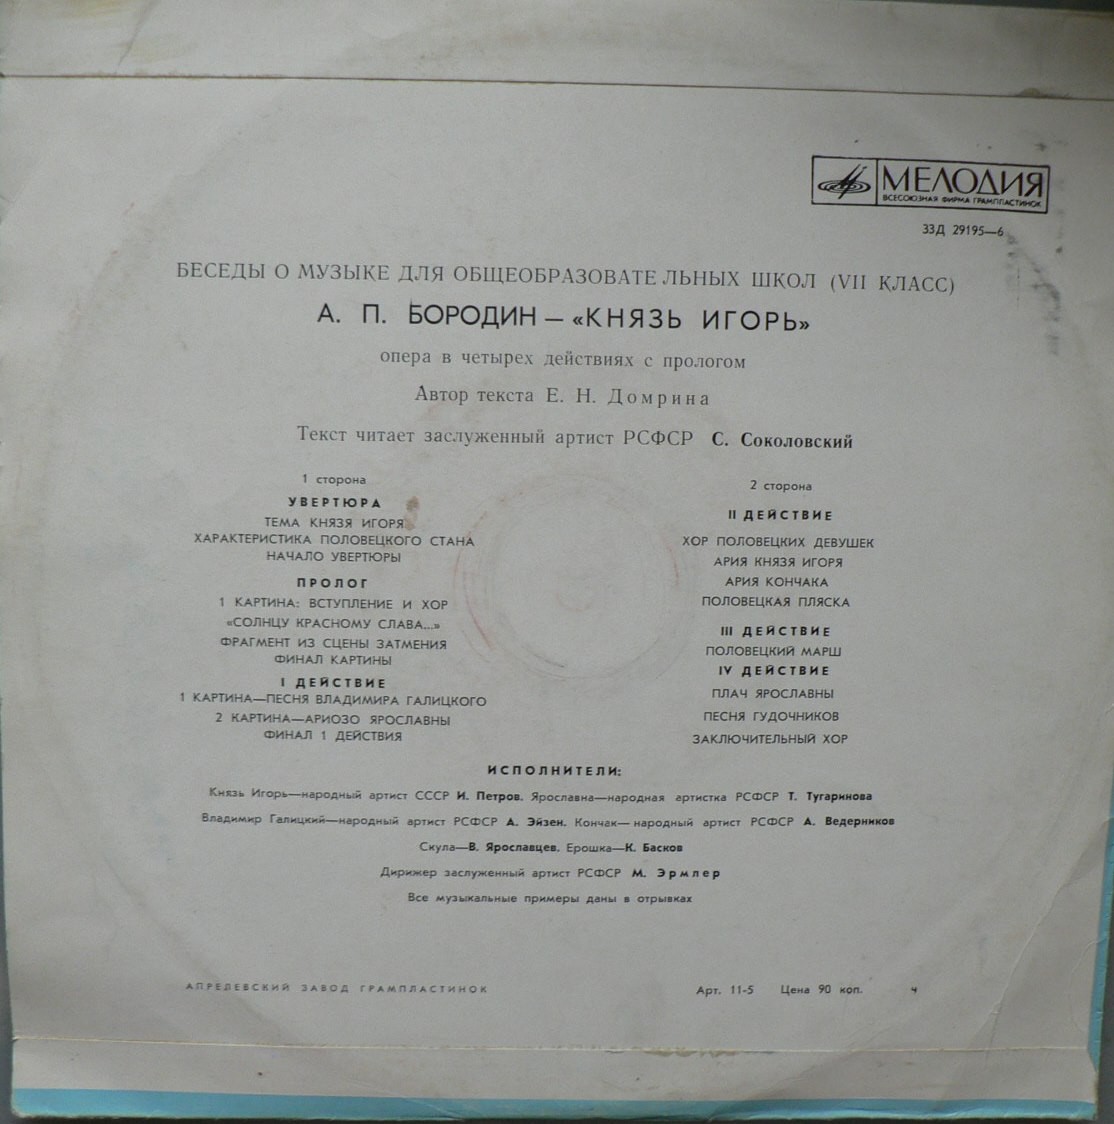 МЕЛОДИЯ
ВСЕСОЮЗНАЯ ФИРМА ГРАМПЛАСТИНОК
33Д 29195—6
БЕСЕДЫ О МУЗЫКЕ ДЛЯ ОБЩЕОБРАЗОВАТЕЛЬНЫХ ШКОЛ (VII КЛАСС)
А. П. БОРОДИН — «КНЯЗЬ ИГОРЬ»
опера в четырех действиях с прологом
Автор текста Е. Н. Домрина
Текст читает заслуженный артист РСФСР С. Соколовский
1 сторона
УВЕРТЮРА
ТЕМА КНЯЗЯ ИГОРЯ
ХАРАКТЕРИСТИКА ПОЛОВЕЦКОГО СТАНА
НАЧАЛО УВЕРТЮРЫ
ПРОЛОГ
1 КАРТИНА: ВСТУПЛЕНИЕ И ХОР
«СОЛНЦУ КРАСНОМУ СЛАВА...»
ФРАГМЕНТ ИЗ СЦЕНЫ ЗАТМЕНИЯ
ФИНАЛ КАРТИНЫ
I ДЕЙСТВИЕ
1 КАРТИНА—ПЕСНЯ ВЛАДИМИРА ГАЛИЦКОГО
2 КАРТИНА—АРИОЗО ЯРОСЛАВНЫ
ФИНАЛ 1 ДЕЙСТВИЯ
2 сторона
II ДЕЙСТВИЕ
ХОР ПОЛОВЕЦКИХ ДЕВУШЕК
АРИЯ КНЯЗЯ ИГОРЯ
АРИЯ КОНЧАКА
ПОЛОВЕЦКАЯ ПЛЯСКА
III ДЕЙСТВИЕ
ПОЛОВЕЦКИЙ МАРШ
IV ДЕЙСТВИЕ
ПЛАЧ ЯРОСЛАВНЫ
ПЕСНЯ ГУДОЧНИКОВ
ЗАКЛЮЧИТЕЛЬНЫЙ ХОР
ИСПОЛНИТЕЛИ:
Князь Игорь—народный артист СССР И. Петров. Ярославна—народная артистка РСФСР Т. Тугаринова
Владимир Галицкий—народный артист РСФСР А. Эйзен. Кончак—народный артист РСФСР А. Ведерников
Скула—В. Ярославцев. Ерошка—К. Басков
Дирижер заслуженный артист РСФСР М. Эрмлер
Все музыкальные примеры даны в отрывках
АПРЕЛЕВСКИЙ ЗАВОД ГРАМПЛАСТИНОК
Арт. 11-5 Цена 90 коп. ч